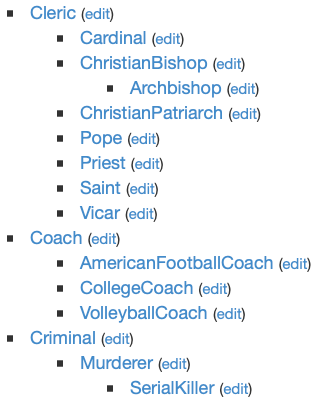 Cleric (edit)
Cardinal (edit)
ChristianBishop (edit)
Archbishop (edit)
ChristianPatriarch (edit)
Pope (edit)
Priest (edit)
Saint (edit)
Vicar (edit)
Coach (edit)
AmericanFootballCoach (edit)
CollegeCoach (edit)
VolleyballCoach (edit)
Criminal (edit)
Murderer (edit)
SerialKiller (edit)